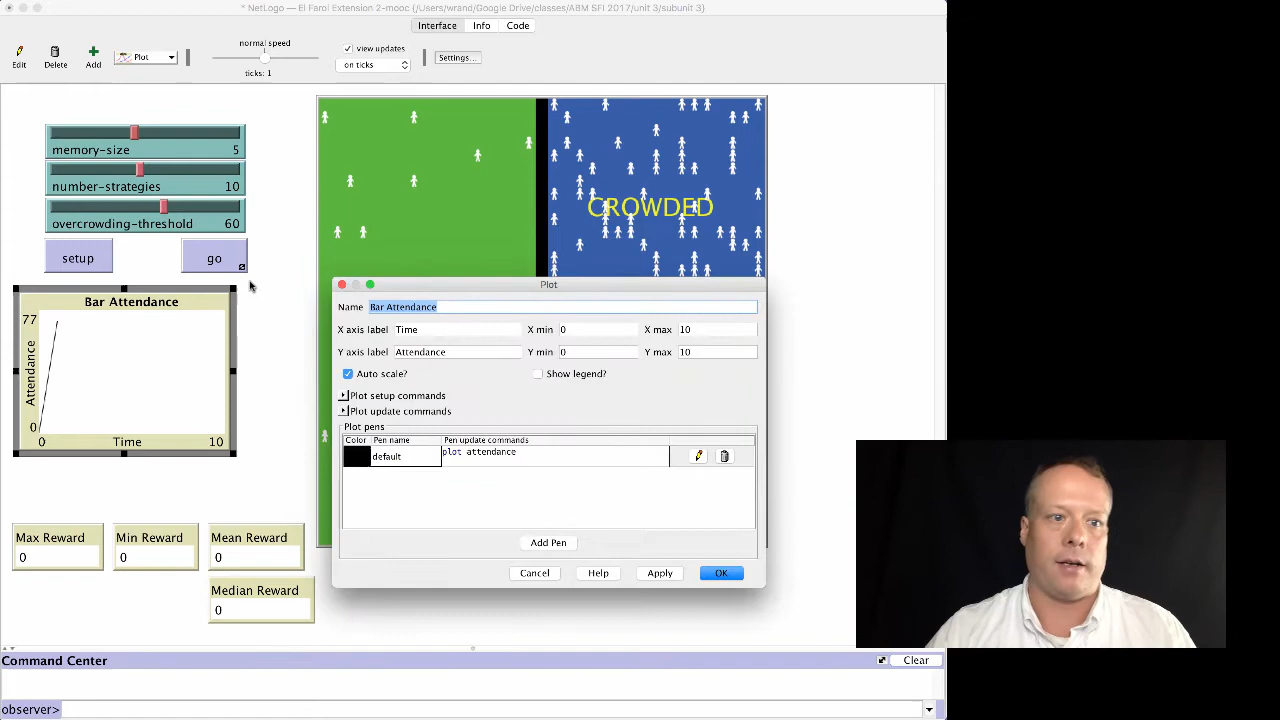 * NetLogo — El Farol Extension 2-mooc {/Users/wrand/Google Drive/classes/ABM SFI 2017/unit 3/subunit 3}
Interface Info Code
normal speed
view updates
Edit Delete Add Plot
on ticks
Settings...
ticks: 1
memory-size 5
number-strategies 10
overcrowding-threshold 60
setup go
CROWDED
Bar Attendance
77
Attendance
0
0 Time 10
Plot
Name Bar Attendance
X axis label Time X min 0 X max 10
Y axis label Attendance Y min 0 Y max 10
Auto scale? Show legend?
Plot setup commands
Plot update commands
Plot pens
Color Pen name Pen update commands
default plot attendance
Add Pen
Cancel Help Apply OK
Max Reward Min Reward Mean Reward
0 0 0
Median Reward
0
Command Center Clear
observer>